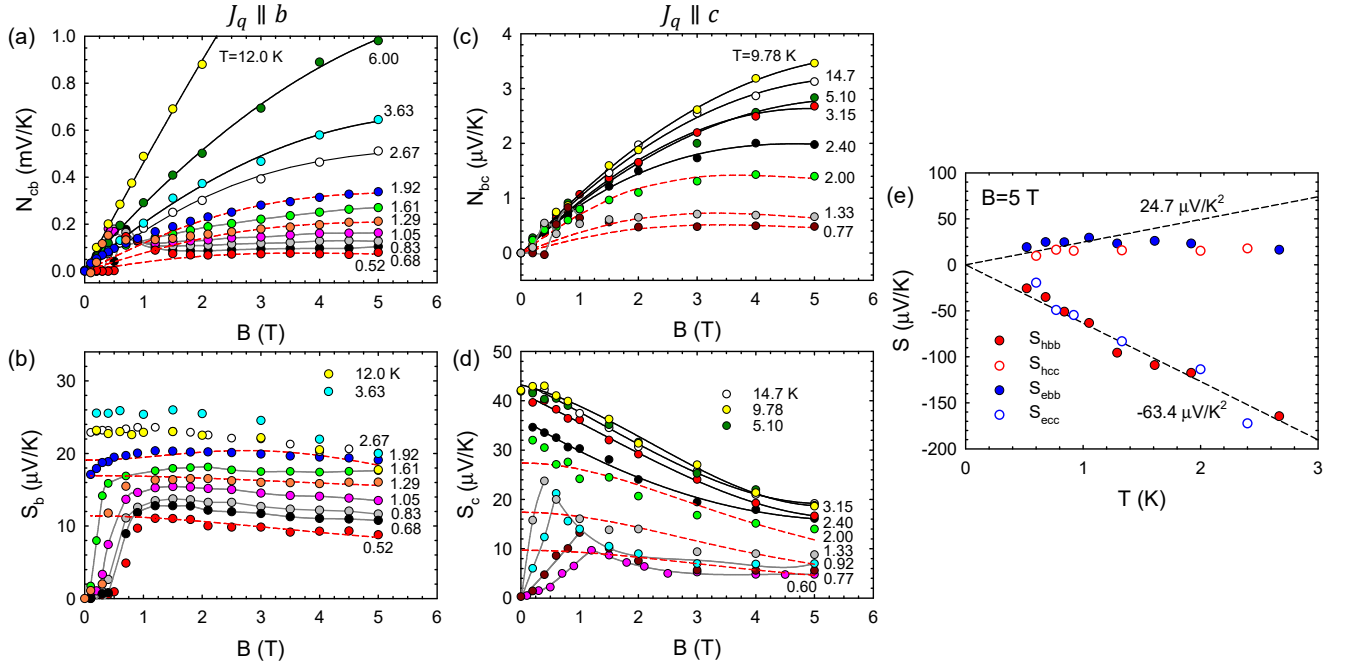 J_q ∥ b
J_q ∥ c
(a)
1.0
0.8
0.6
0.4
0.2
0.0
N_cb (mV/K)
T=12.0 K
6.00
3.63
2.67
1.92
1.61
1.29
1.05
0.83
0.68
0.52
0 1 2 3 4 5 6
B (T)
(c)
4
3
2
1
0
N_bc (μV/K)
T=9.78 K
14.7
5.10
3.15
2.40
2.00
1.33
0.77
0 1 2 3 4 5 6
B (T)
(b)
30
20
10
0
S_b (μV/K)
12.0 K
3.63
2.67
1.92
1.61
1.29
1.05
0.83
0.68
0.52
0 1 2 3 4 5 6
B (T)
(d)
50
40
30
20
10
0
S_c (μV/K)
14.7 K
9.78
5.10
3.15
2.40
2.00
1.33
0.92
0.77
0.60
0 1 2 3 4 5 6
B (T)
(e)
100
50
0
-50
-100
-150
-200
S (μV/K)
B=5 T
24.7 μV/K²
S_hbb
S_hcc
S_ebb
S_ecc
-63.4 μV/K²
0 1 2 3
T (K)